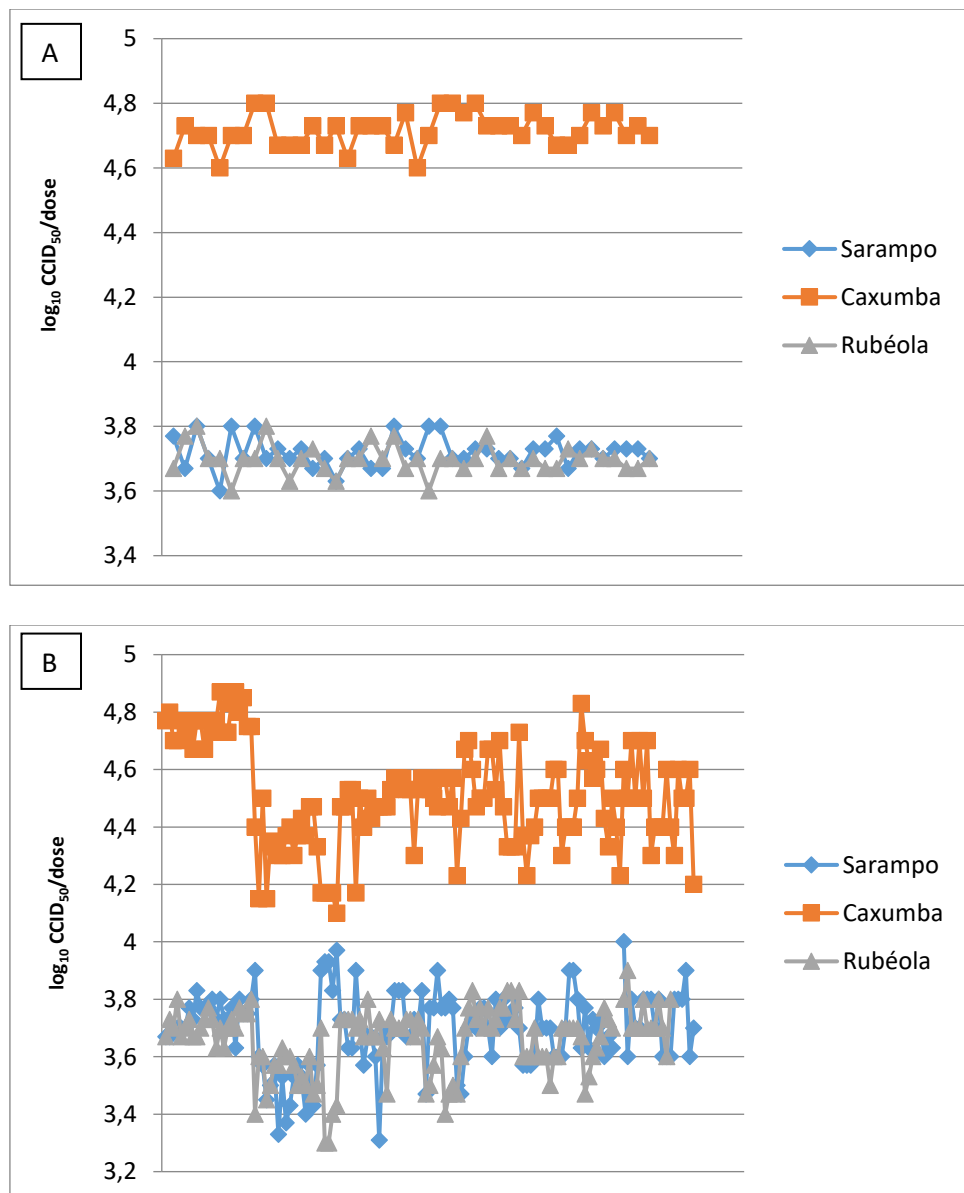 A
5
4,8
4,6
4,4
4,2
4
3,8
3,6
3,4
log₁₀ CCID₅₀/dose
Sarampo
Caxumba
Rubéola
B
5
4,8
4,6
4,4
4,2
4
3,8
3,6
3,4
3,2
log₁₀ CCID₅₀/dose
Sarampo
Caxumba
Rubéola